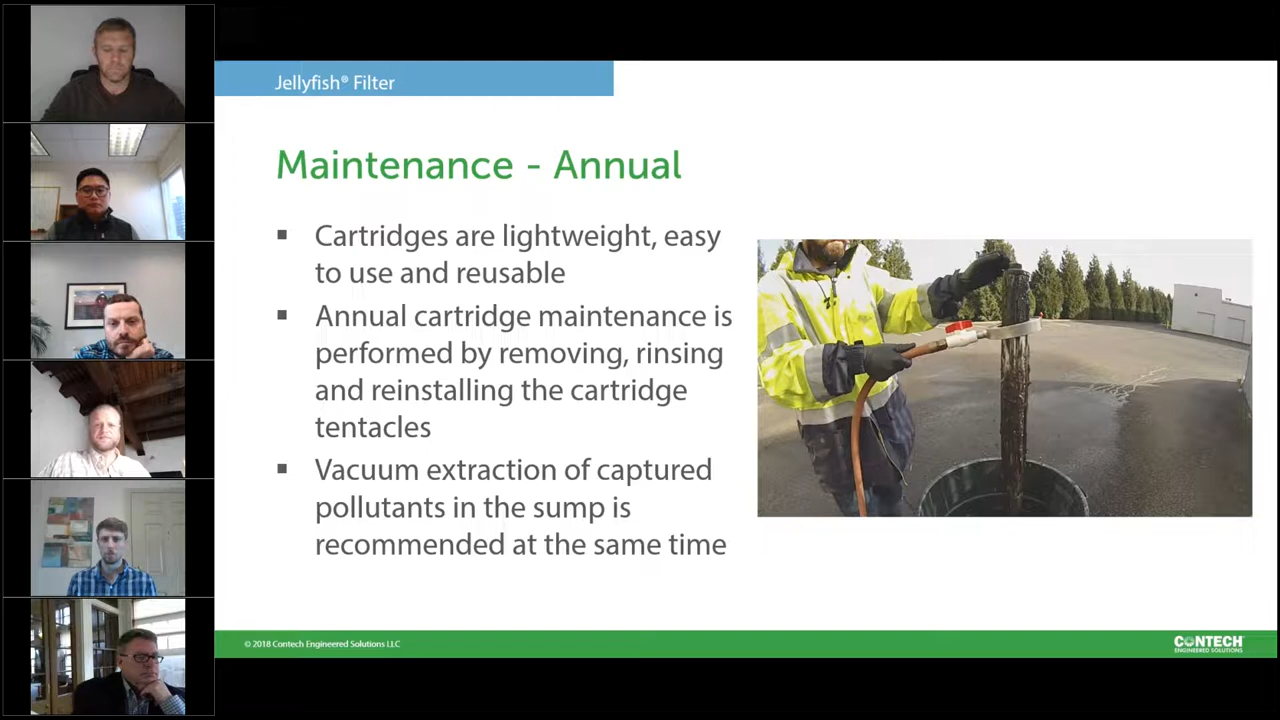 Jellyfish® Filter
Maintenance - Annual
▪ Cartridges are lightweight, easy
to use and reusable
▪ Annual cartridge maintenance is
performed by removing, rinsing
and reinstalling the cartridge
tentacles
▪ Vacuum extraction of captured
pollutants in the sump is
recommended at the same time
© 2018 Contech Engineered Solutions LLC
CONTECH
ENGINEERED SOLUTIONS